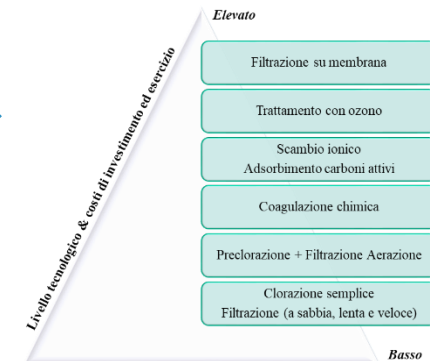 Elevato
Livello tecnologico & costi di investimento ed esercizio
Filtrazione su membrana
Trattamento con ozono
Scambio ionico
Adsorbimento carboni attivi
Coagulazione chimica
Preclorazione + Filtrazione Aerazione
Clorazione semplice
Filtrazione (a sabbia, lenta e veloce)
Basso